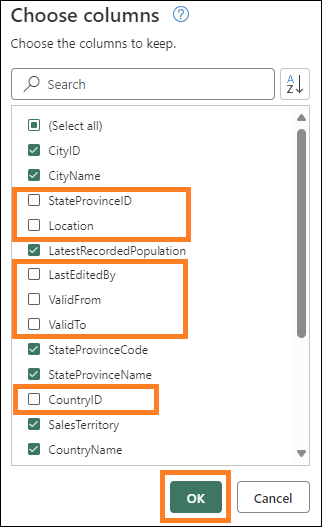 Choose columns ?
Choose the columns to keep.
Search
A
Z
(Select all)
CityID
CityName
StateProvinceID
Location
LatestRecordedPopulation
LastEditedBy
ValidFrom
ValidTo
StateProvinceCode
StateProvinceName
CountryID
SalesTerritory
CountryName
OK
Cancel